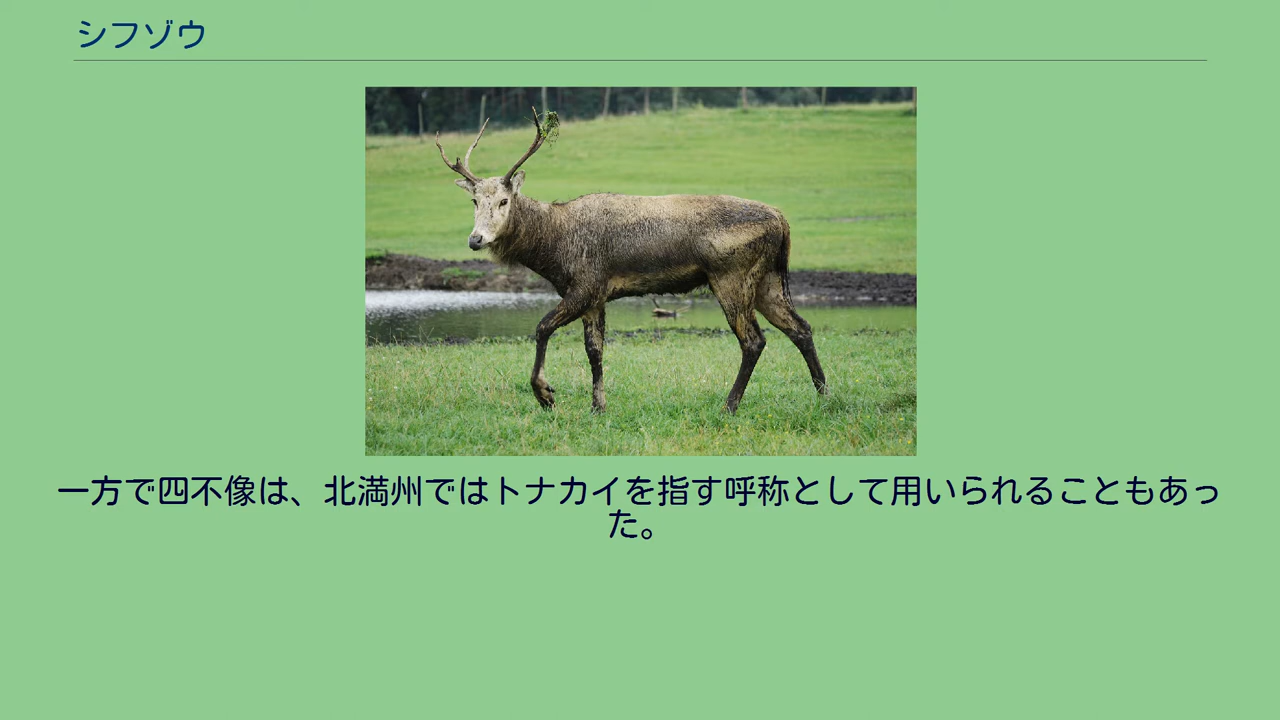 シフゾウ
一方で四不像は、北満州ではトナカイを指す呼称として用いられることもあっ
た。